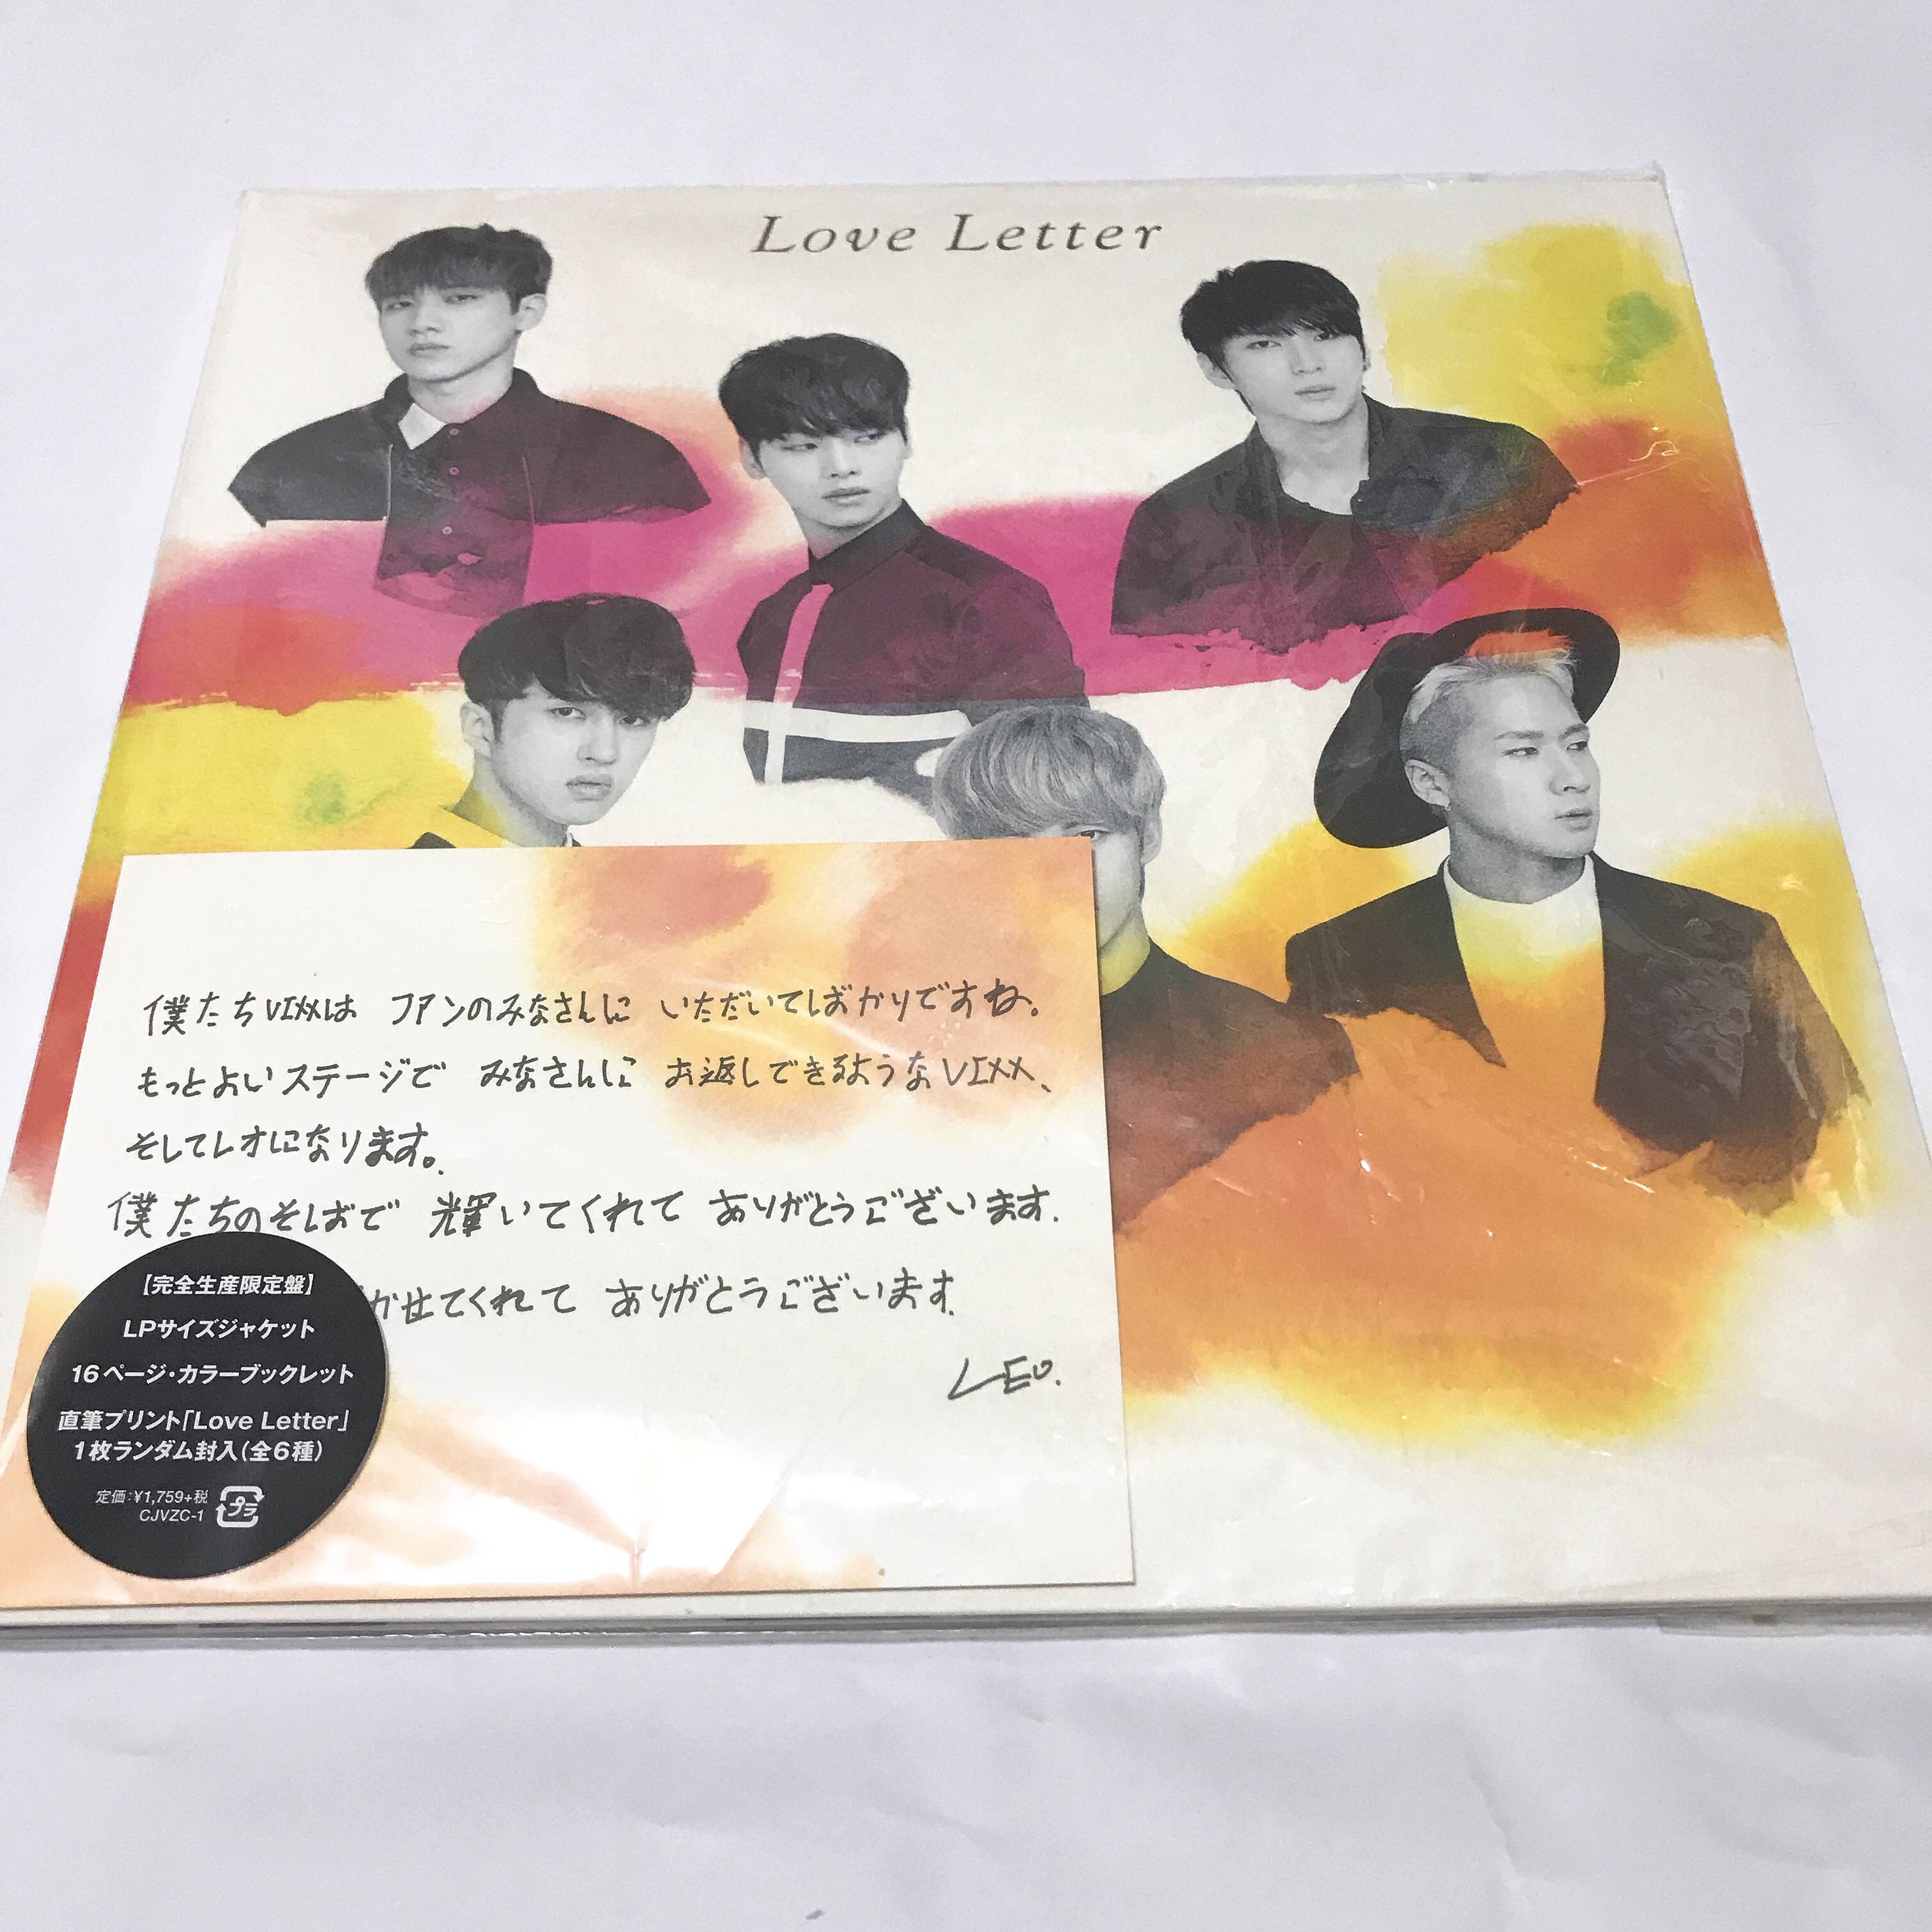 Love Letter
僕たちVIXXは ファンのみなさんに いただいてばかりですね。
もっとよいステージで みなさんに お返しできるようなVIXX、
そしてレオになります。
僕たちのそばで 輝いてくれて ありがとうございます.
かせてくれて ありがとうございます.
LEO.
【完全生産限定盤】
LPサイズジャケット
16ページ・カラーブックレット
直筆プリント「Love Letter」
1枚ランダム封入(全6種)
定価:¥1,759+税
CJVZC-1
プラ